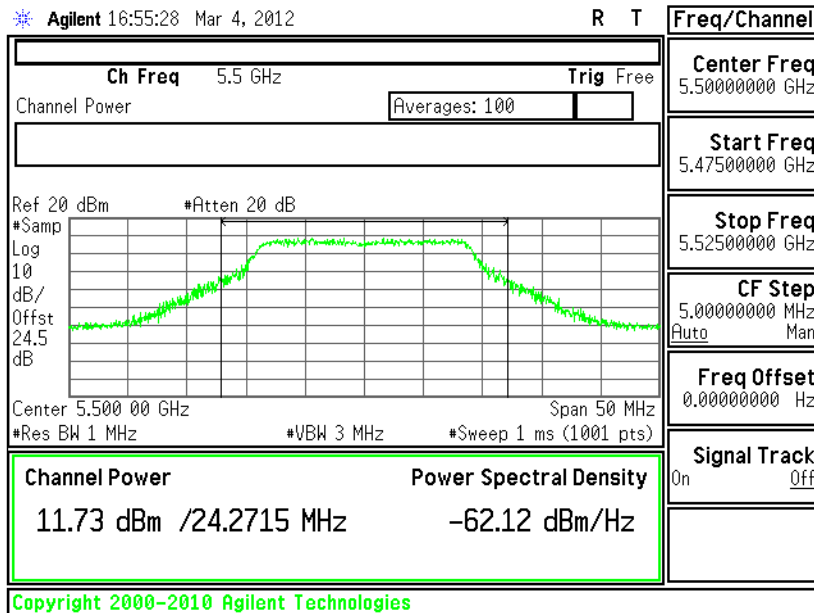 Agilent 16:55:28 Mar 4, 2012 R T
Freq/Channel
Ch Freq 5.5 GHz Trig Free
Channel Power Averages: 100
Center Freq
5.50000000 GHz
Start Freq
5.47500000 GHz
Stop Freq
5.52500000 GHz
CF Step
5.00000000 MHz
Auto Man
Freq Offset
0.00000000 Hz
Signal Track
On Off
Ref 20 dBm #Atten 20 dB
#Samp
Log
10
dB/
Offst
24.5
dB
Center 5.500 00 GHz Span 50 MHz
#Res BW 1 MHz #VBW 3 MHz #Sweep 1 ms (1001 pts)
Channel Power Power Spectral Density
11.73 dBm /24.2715 MHz -62.12 dBm/Hz
Copyright 2000-2010 Agilent Technologies